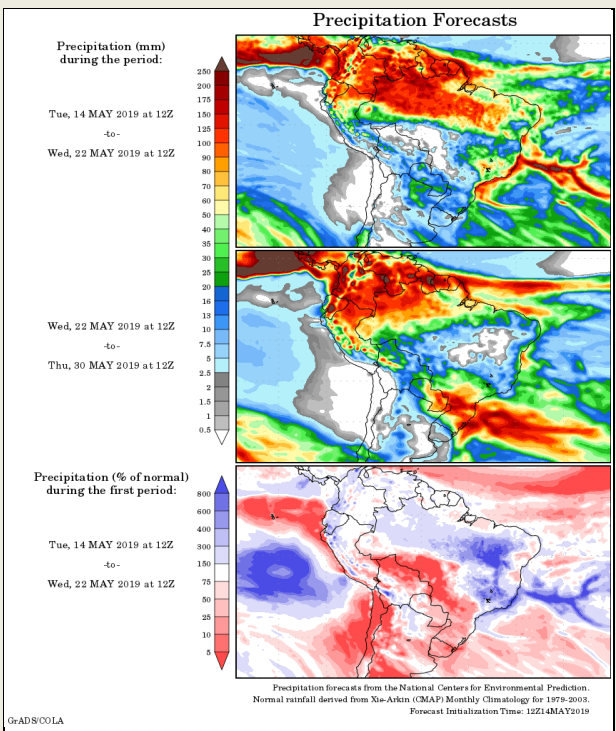 Precipitation Forecasts
Precipitation (mm)
during the period:
Tue, 14 MAY 2019 at 12Z
-to-
Wed, 22 MAY 2019 at 12Z
250
200
175
150
125
100
90
80
70
60
50
40
35
30
25
20
16
13
10
7.5
5
2.5
2
1.5
1
0.5
Wed, 22 MAY 2019 at 12Z
-to-
Thu, 30 MAY 2019 at 12Z
Precipitation (% of normal)
during the first period:
Tue, 14 MAY 2019 at 12Z
-to-
Wed, 22 MAY 2019 at 12Z
800
600
400
300
150
75
50
25
10
5
Precipitation forecasts from the National Centers for Environmental Prediction.
Normal rainfall derived from Xie-Arkin (CMAP) Monthly Climatology for 1979-2003.
Forecast Initialization Time: 12Z14MAY2019
GrADS/COLA